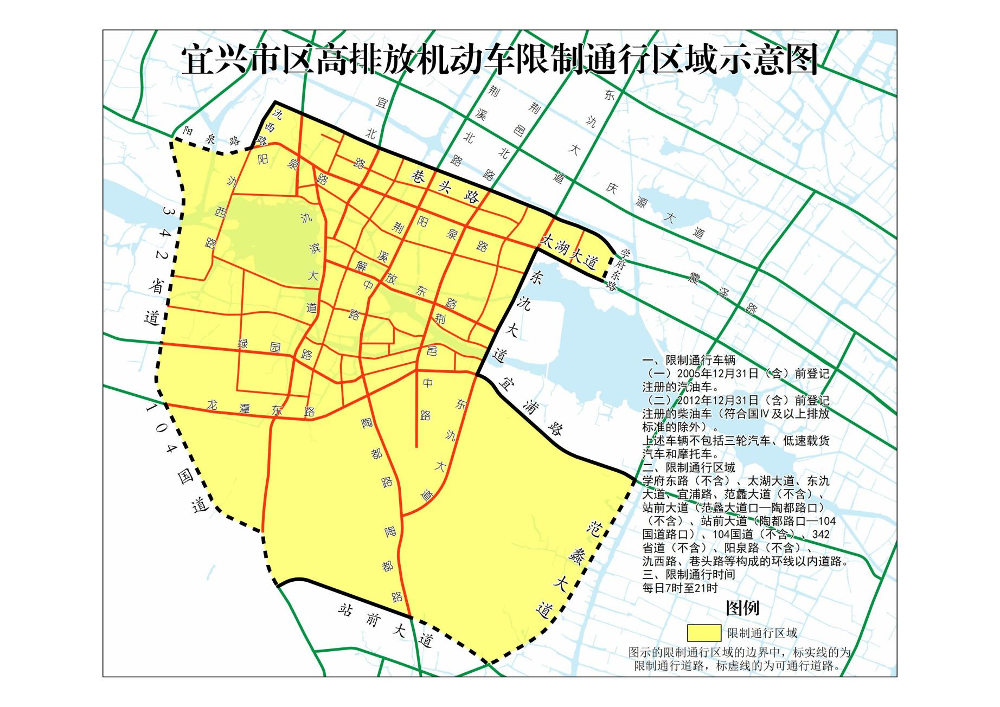 宜兴市区高排放机动车限制通行区域示意图
宜北路
荆溪北路
荆邑北路
东氿大道
庆源大道
震泽路
阳泉路
氿西路
阳泉路
氿西路
巷头路
太湖大道
学府东路
阳泉路
荆溪中路
解放东路
氿滨大道
荆邑中路
东氿大道
宜浦路
342省道
绿园路
龙潭东路
104国道
陶都路
东氿大道
陶都路
范蠡大道
站前大道
一、限制通行车辆
（一）2005年12月31日（含）前登记
注册的汽油车。
（二）2012年12月31日（含）前登记
注册的柴油车（符合国Ⅳ及以上排放
标准的除外）。
上述车辆不包括三轮汽车、低速载货
汽车和摩托车。
二、限制通行区域
学府东路（不含）、太湖大道、东氿
大道、宜浦路、范蠡大道（不含）、
站前大道（范蠡大道口—陶都路口）
（不含）、站前大道（陶都路口—104
国道路口）、104国道（不含）、342
省道（不含）、阳泉路（不含）、
氿西路、巷头路等构成的环线以内道路。
三、限制通行时间
每日7时至21时
图例
限制通行区域
图示的限制通行区域的边界中，标实线的为
限制通行道路，标虚线的为可通行道路。